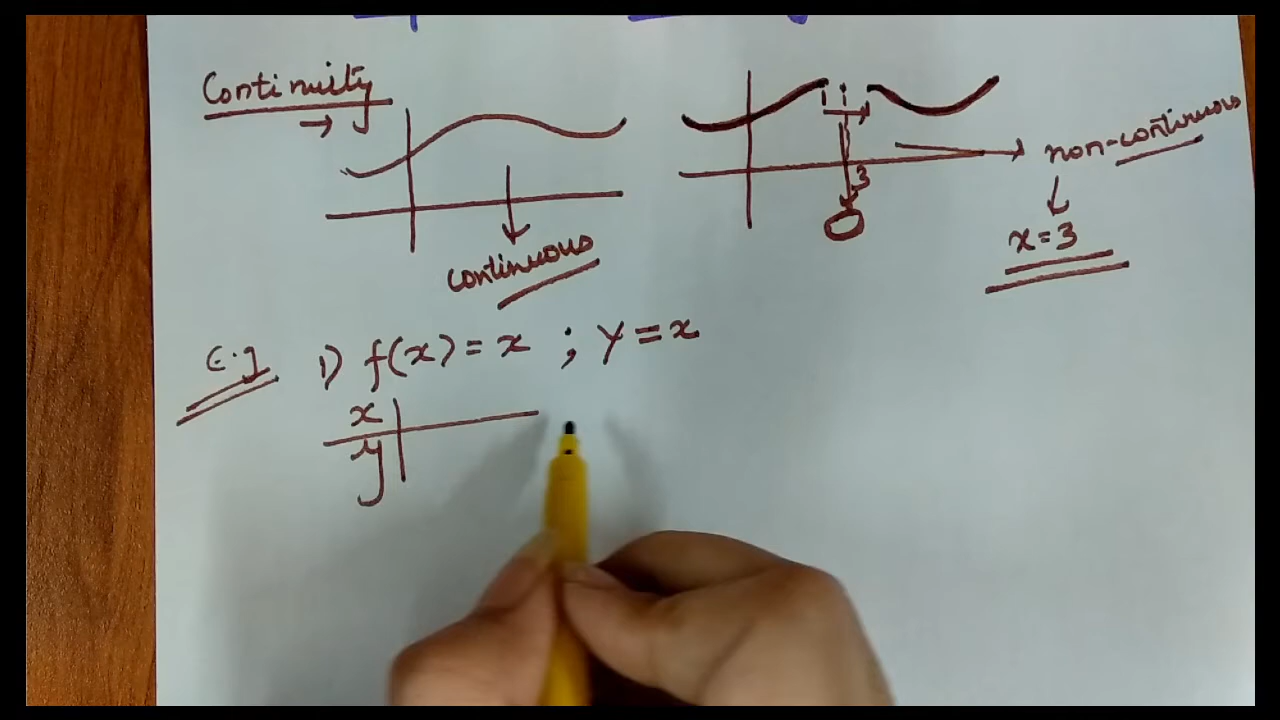 Continuity
continuous
3
non-continuous
x = 3
E.g 1) f(x) = x ; y = x
x
y